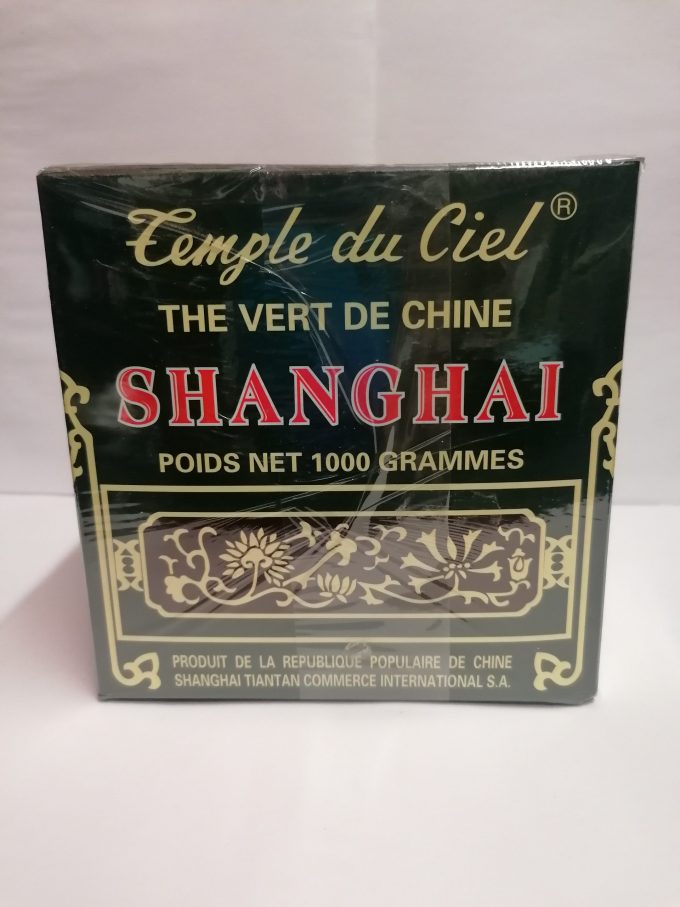 Temple du Ciel ®
THE VERT DE CHINE
SHANGHAI
POIDS NET 1000 GRAMMES
PRODUIT DE LA REPUBLIQUE POPULAIRE DE CHINE
SHANGHAI TIANTAN COMMERCE INTERNATIONAL S.A.